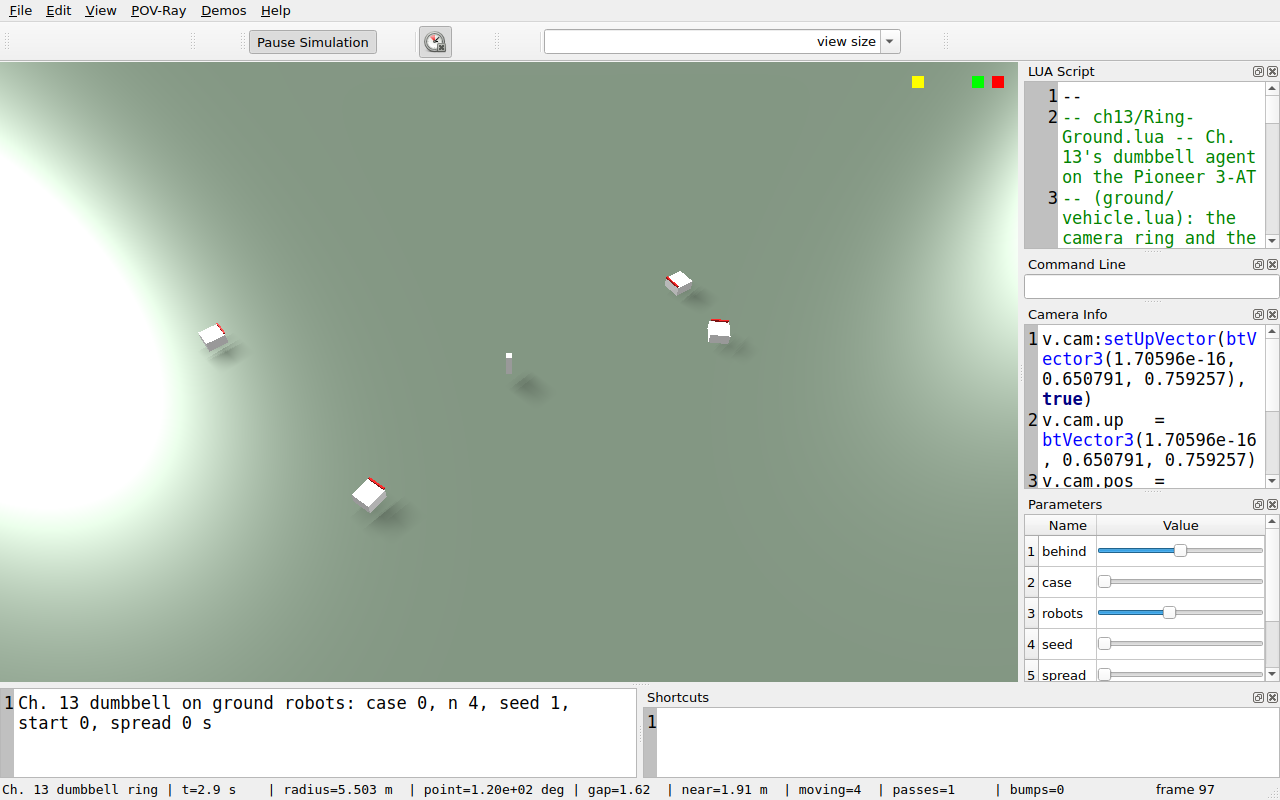 File Edit View POV-Ray Demos Help
Pause Simulation
view size
LUA Script
1 --
2 -- ch13/Ring-
Ground.lua -- Ch.
13's dumbbell agent
on the Pioneer 3-AT
3 -- (ground/
vehicle.lua): the
camera ring and the
Command Line
Camera Info
1 v.cam:setUpVector(btV
ector3(1.70596e-16,
0.650791, 0.759257),
true)
2 v.cam.up   =
btVector3(1.70596e-16
, 0.650791, 0.759257)
3 v.cam.pos  =
Parameters
Name Value
1 behind
2 case
3 robots
4 seed
5 spread
1 Ch. 13 dumbbell on ground robots: case 0, n 4, seed 1,
start 0, spread 0 s
Shortcuts
1
Ch. 13 dumbbell ring | t=2.9 s    | radius=5.503 m  | point=1.20e+02 deg | gap=1.62  | near=1.91 m  | moving=4  | passes=1     | bumps=0 frame 97